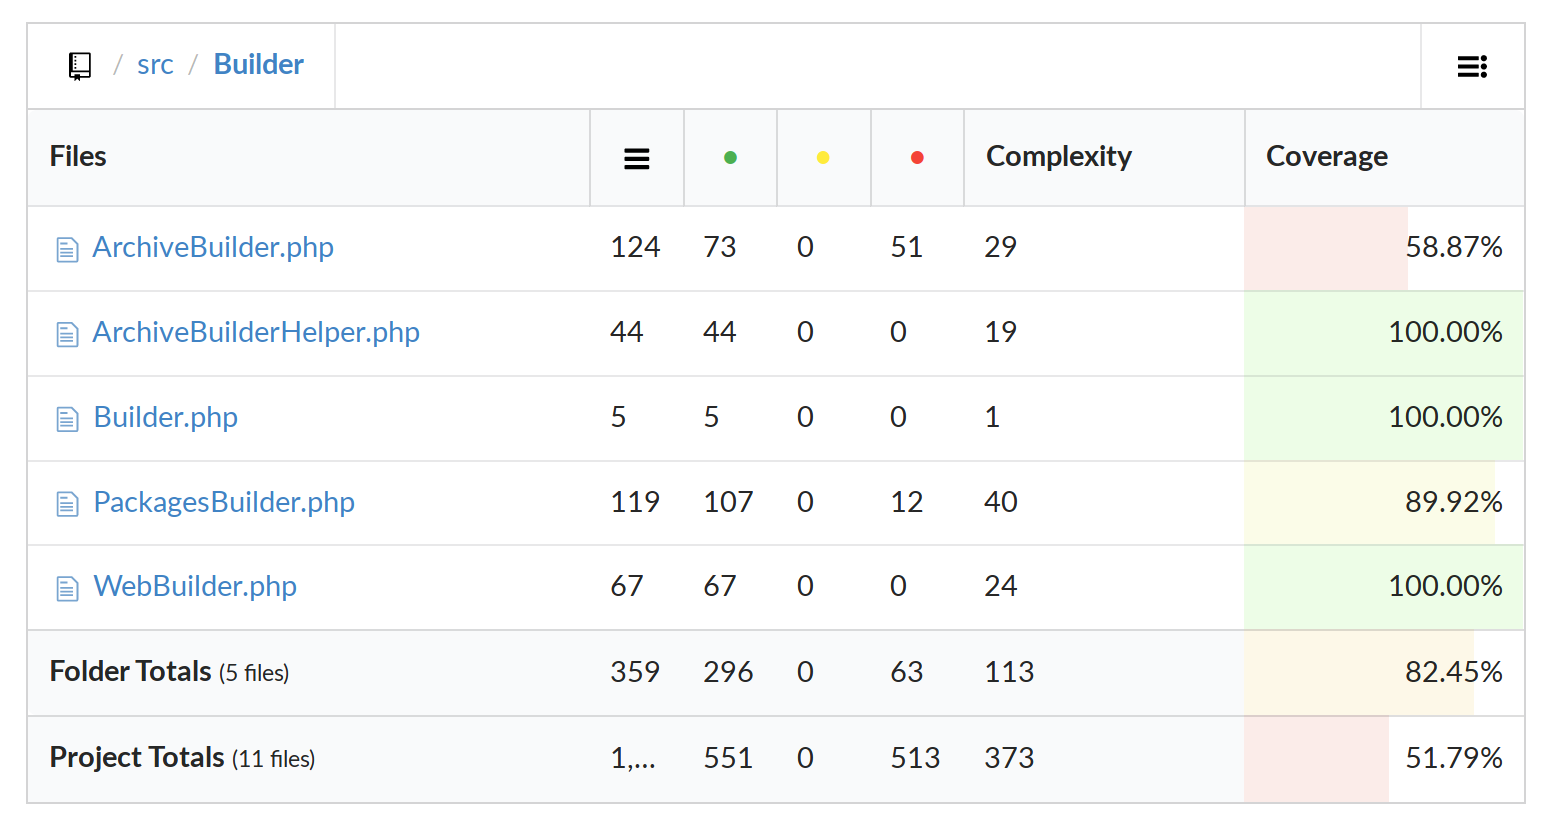 / src / Builder
Files Complexity Coverage
ArchiveBuilder.php 124 73 0 51 29 58.87%
ArchiveBuilderHelper.php 44 44 0 0 19 100.00%
Builder.php 5 5 0 0 1 100.00%
PackagesBuilder.php 119 107 0 12 40 89.92%
WebBuilder.php 67 67 0 0 24 100.00%
Folder Totals (5 files) 359 296 0 63 113 82.45%
Project Totals (11 files) 1,... 551 0 513 373 51.79%